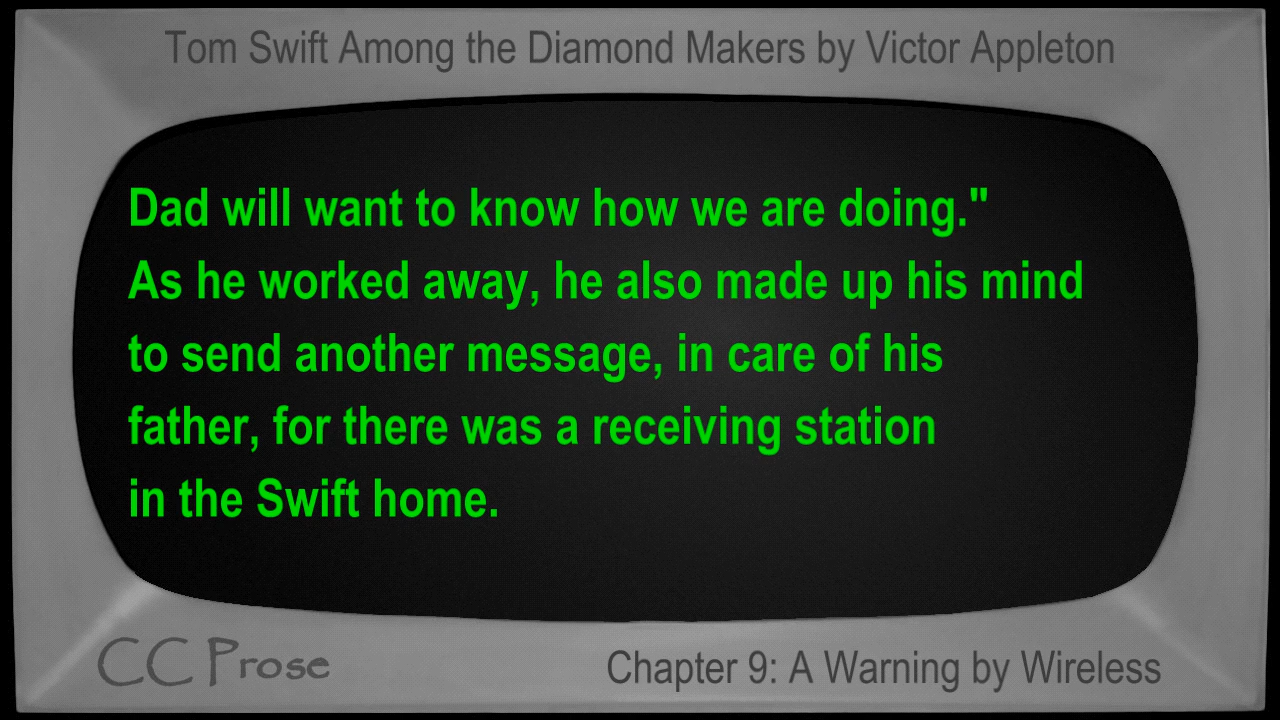 Tom Swift Among the Diamond Makers by Victor Appleton
Dad will want to know how we are doing."
As he worked away, he also made up his mind
to send another message, in care of his
father, for there was a receiving station
in the Swift home.
CC Prose
Chapter 9: A Warning by Wireless